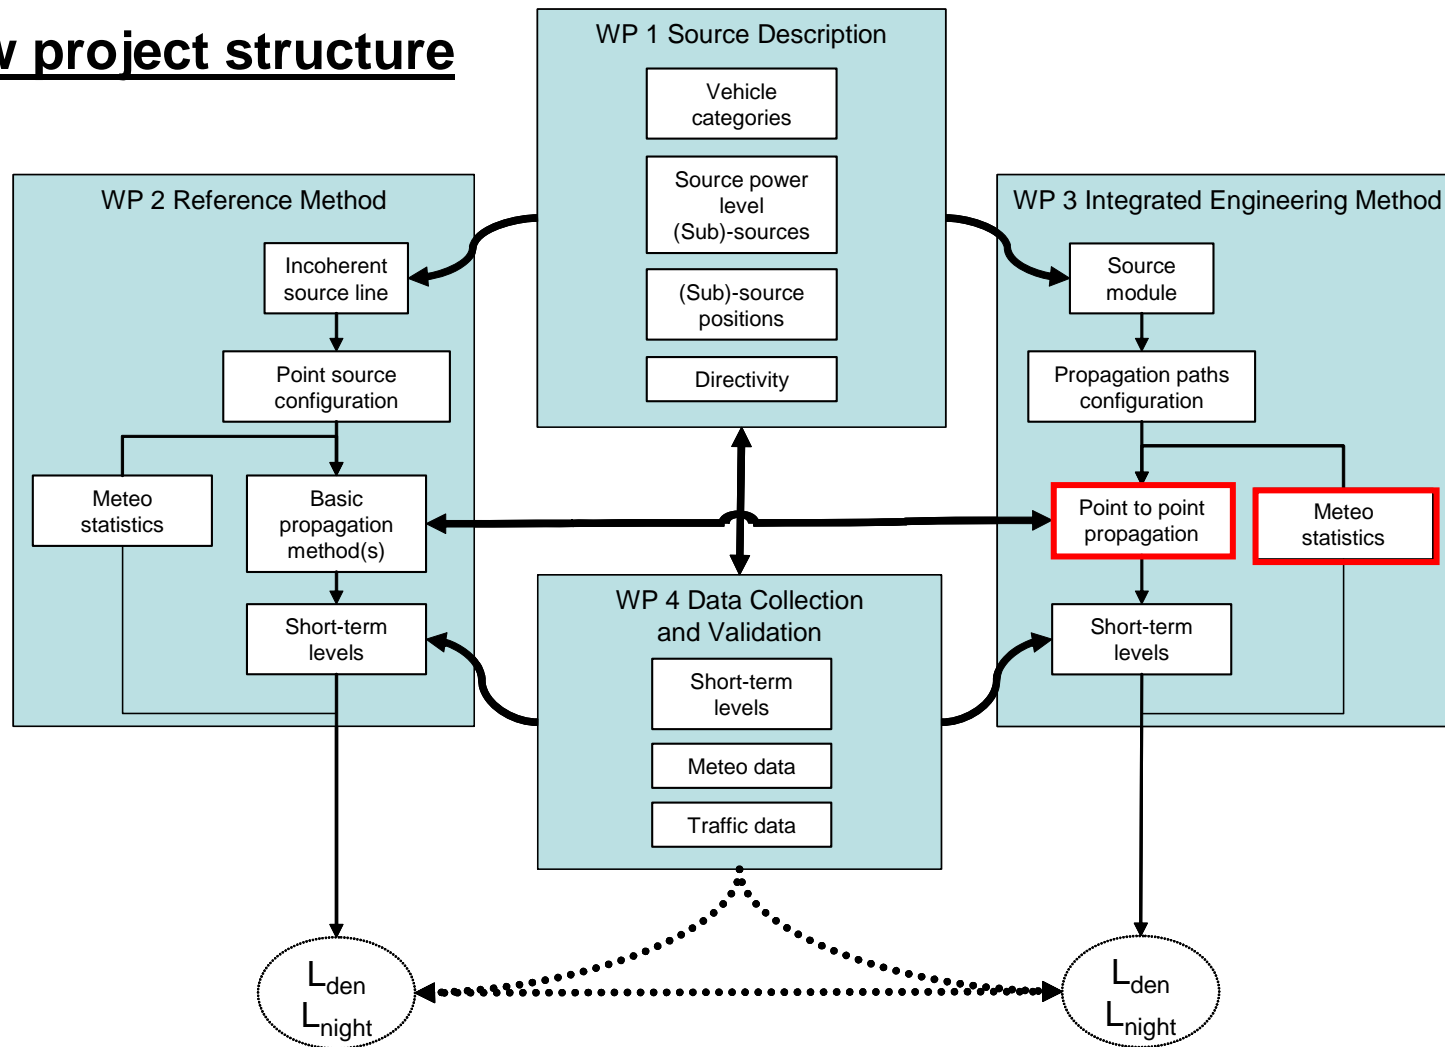 project structure
WP 1 Source Description
Vehicle
categories
Source power
level
(Sub)-sources
(Sub)-source
positions
Directivity
WP 2 Reference Method
Incoherent
source line
Point source
configuration
Meteo
statistics
Basic
propagation
method(s)
Short-term
levels
WP 3 Integrated Engineering Method
Source
module
Propagation paths
configuration
Point to point
propagation
Meteo
statistics
Short-term
levels
WP 4 Data Collection
and Validation
Short-term
levels
Meteo data
Traffic data
Lden
Lnight
Lden
Lnight